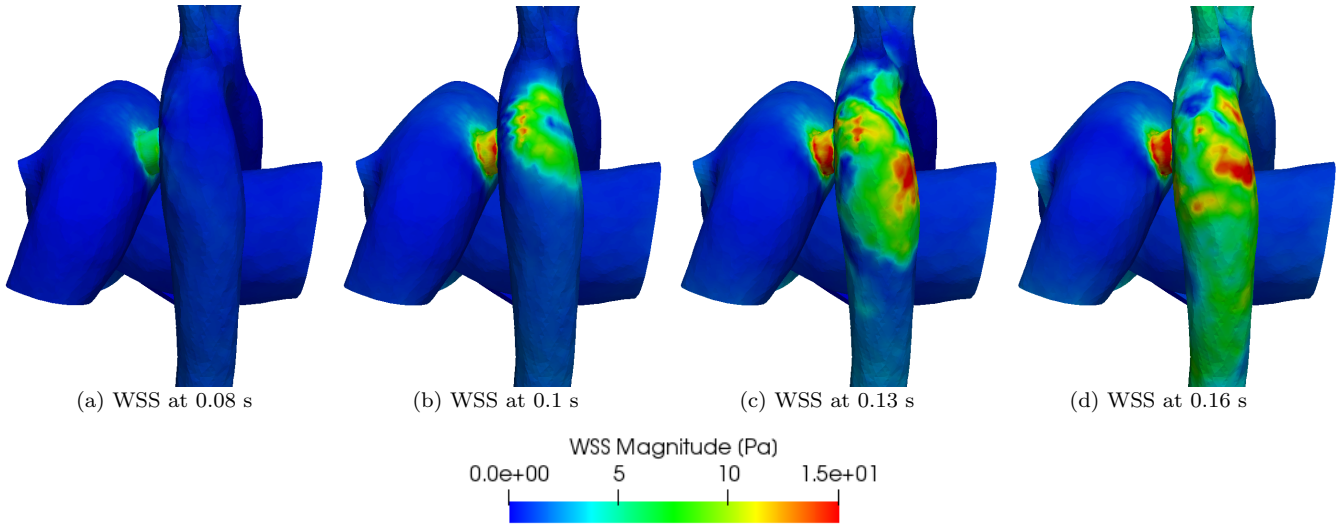 (a) WSS at 0.08 s
(b) WSS at 0.1 s
(c) WSS at 0.13 s
(d) WSS at 0.16 s
WSS Magnitude (Pa)
0.0e+00 5 10 1.5e+01